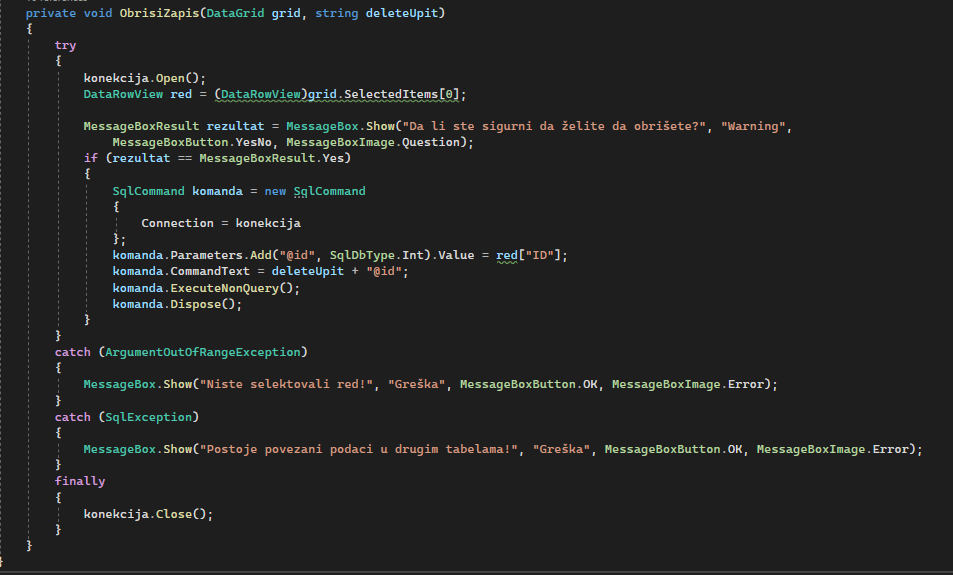 private void ObrisiZapis(DataGrid grid, string deleteUpit)
{
try
{
konekcija.Open();
DataRowView red = (DataRowView)grid.SelectedItems[0];
MessageBoxResult rezultat = MessageBox.Show("Da li ste sigurni da želite da obrišete?", "Warning",
MessageBoxButton.YesNo, MessageBoxImage.Question);
if (rezultat == MessageBoxResult.Yes)
{
SqlCommand komanda = new SqlCommand
{
Connection = konekcija
};
komanda.Parameters.Add("@id", SqlDbType.Int).Value = red["ID"];
komanda.CommandText = deleteUpit + "@id";
komanda.ExecuteNonQuery();
komanda.Dispose();
}
}
catch (ArgumentOutOfRangeException)
{
MessageBox.Show("Niste selektovali red!", "Greška", MessageBoxButton.OK, MessageBoxImage.Error);
}
catch (SqlException)
{
MessageBox.Show("Postoje povezani podaci u drugim tabelama!", "Greška", MessageBoxButton.OK, MessageBoxImage.Error);
}
finally
{
konekcija.Close();
}
}
}